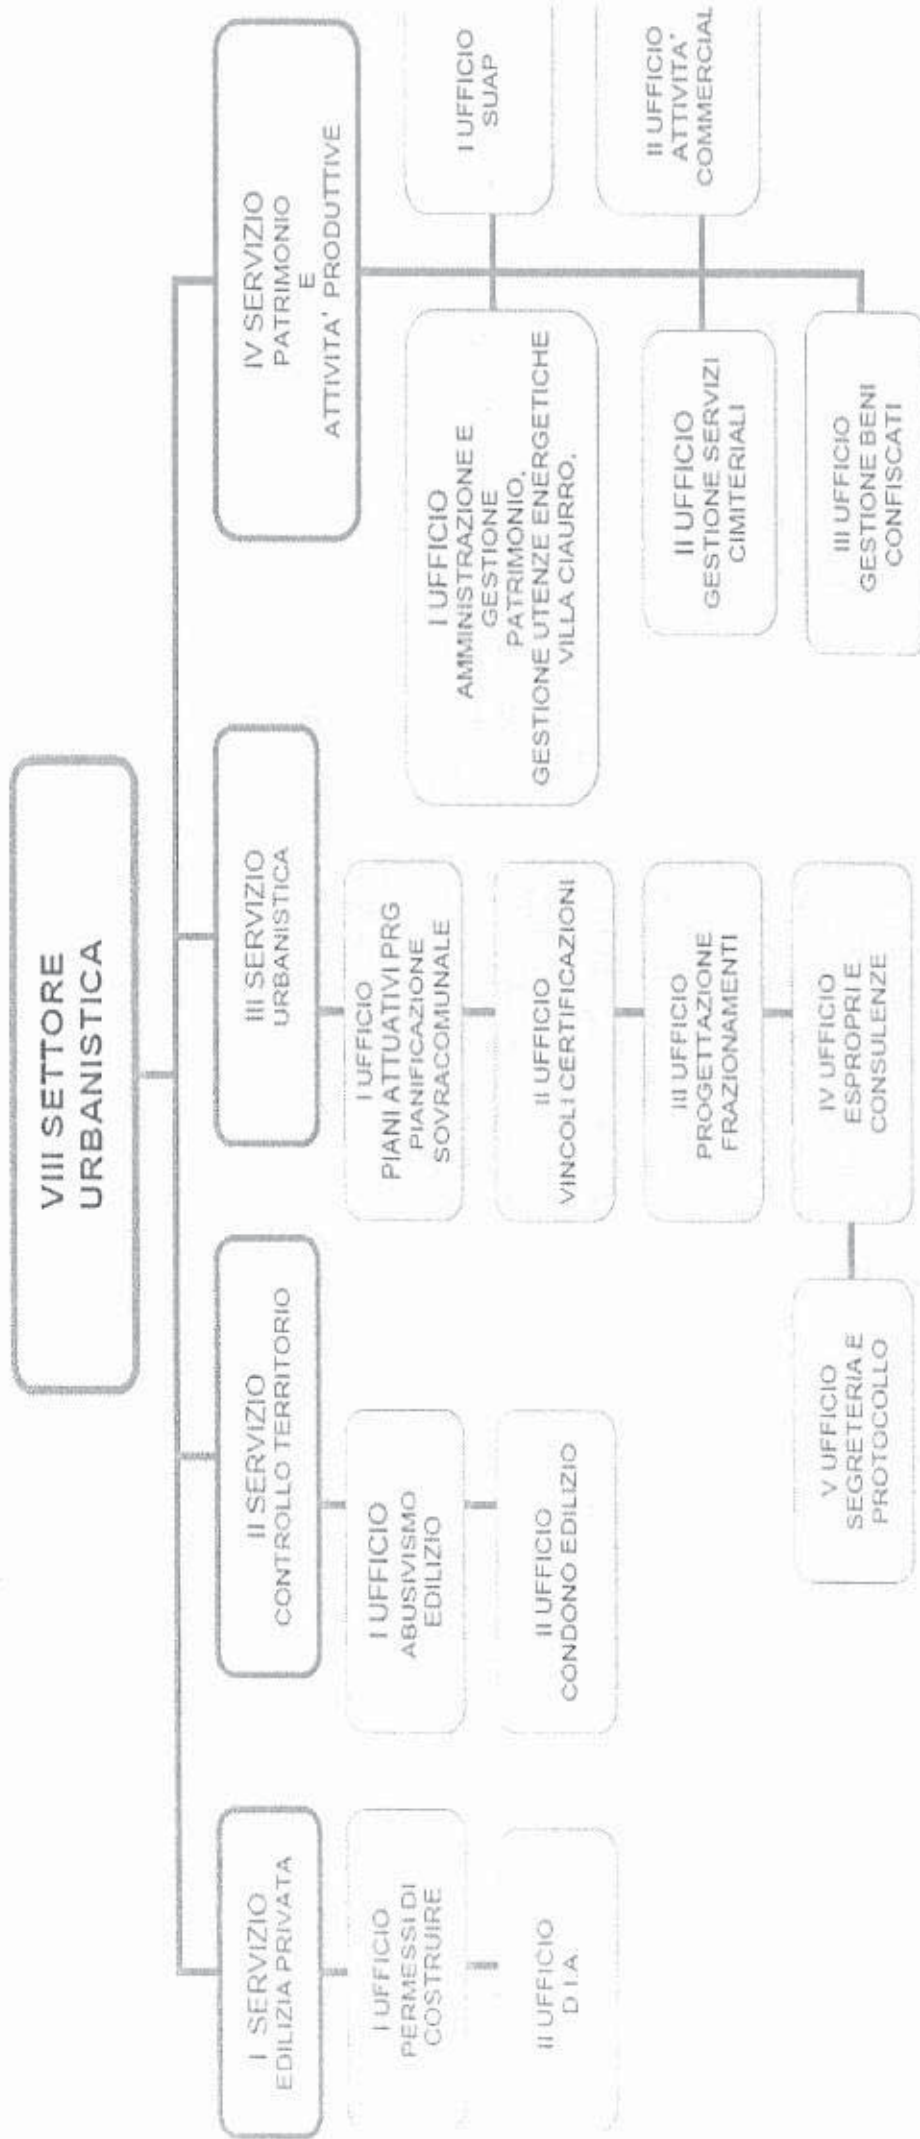 VIII SETTORE
URBANISTICA
I SERVIZIO
EDILIZIA PRIVATA
I UFFICIO
PERMESSI DI
COSTRUIRE
II UFFICIO
D I A
II SERVIZIO
CONTROLLO TERRITORIO
I UFFICIO
ABUSIVISMO
EDILIZIO
II UFFICIO
CONDONO EDILIZIO
III SERVIZIO
URBANISTICA
I UFFICIO
PIANI ATTUATIVI PRG
PIANIFICAZIONE
SOVRACOMUNALE
II UFFICIO
VINCOLI CERTIFICAZIONI
III UFFICIO
PROGETTAZIONE
FRAZIONAMENTI
IV UFFICIO
ESPROPRI E
CONSULENZE
V UFFICIO
SEGRETERIA E
PROTOCOLLO
IV SERVIZIO
PATRIMONIO
E
ATTIVITA' PRODUTTIVE
I UFFICIO
AMMINISTRAZIONE E
GESTIONE
PATRIMONIO,
GESTIONE UTENZE ENERGETICHE
VILLA CIAURRO.
II UFFICIO
GESTIONE SERVIZI
CIMITERIALI
III UFFICIO
GESTIONE BENI
CONFISCATI
I UFFICIO
SUAP
II UFFICIO
ATTIVITA'
COMMERCIAL